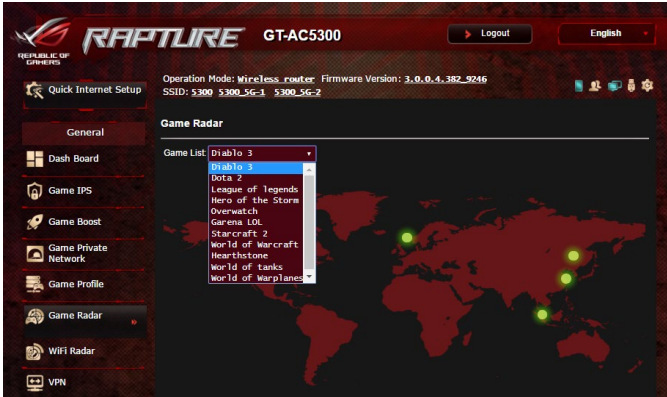 REPUBLIC OF
GAMERS
RAPTURE
GT-AC5300
Logout
English
Quick Internet Setup
Operation Mode: Wireless router Firmware Version: 3.0.0.4.382_9246
SSID: 5300 5300_5G-1 5300_5G-2
General
Dash Board
Game IPS
Game Boost
Game Private
Network
Game Profile
Game Radar
WiFi Radar
VPN
Game Radar
Game List Diablo 3
Diablo 3
Dota 2
League of legends
Hero of the Storm
Overwatch
Garena LOL
Starcraft 2
World of Warcraft
Hearthstone
World of tanks
World of Warplanes